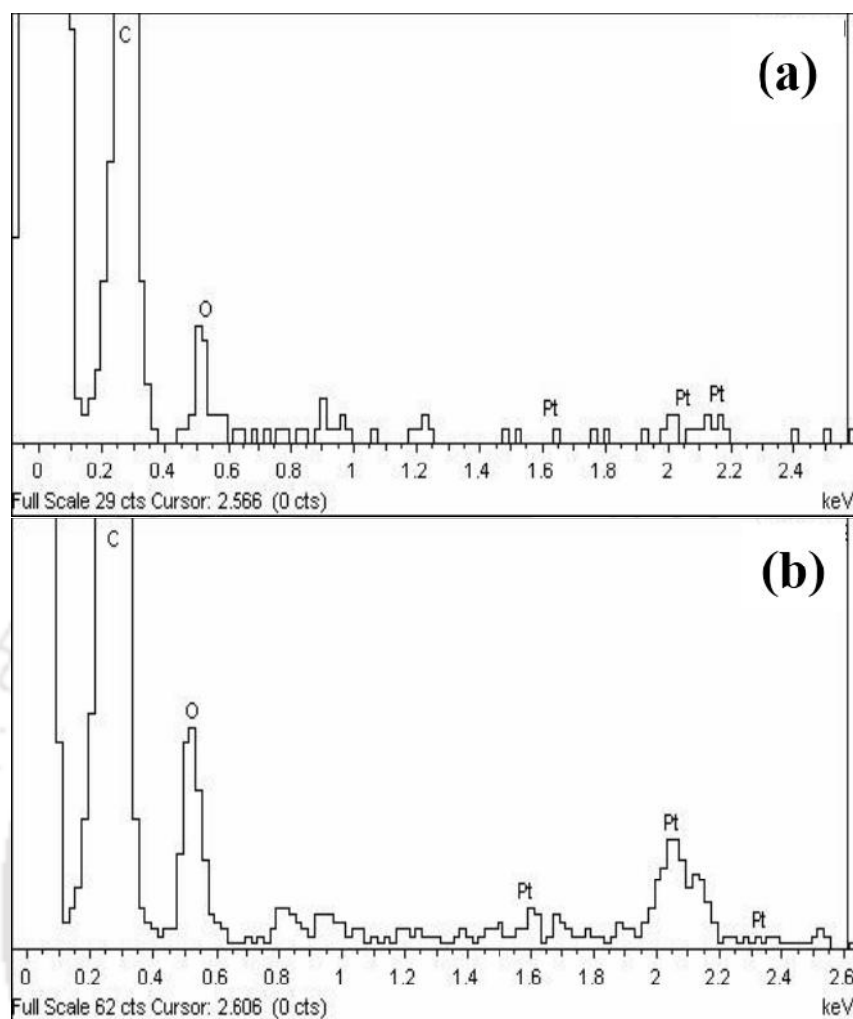 C
(a)
O
Pt Pt Pt
0 0.2 0.4 0.6 0.8 1 1.2 1.4 1.6 1.8 2 2.2 2.4
Full Scale 29 cts Cursor: 2.566 (0 cts) keV
C
(b)
O
Pt
Pt
Pt
0 0.2 0.4 0.6 0.8 1 1.2 1.4 1.6 1.8 2 2.2 2.4 2.6
Full Scale 62 cts Cursor: 2.606 (0 cts) keV